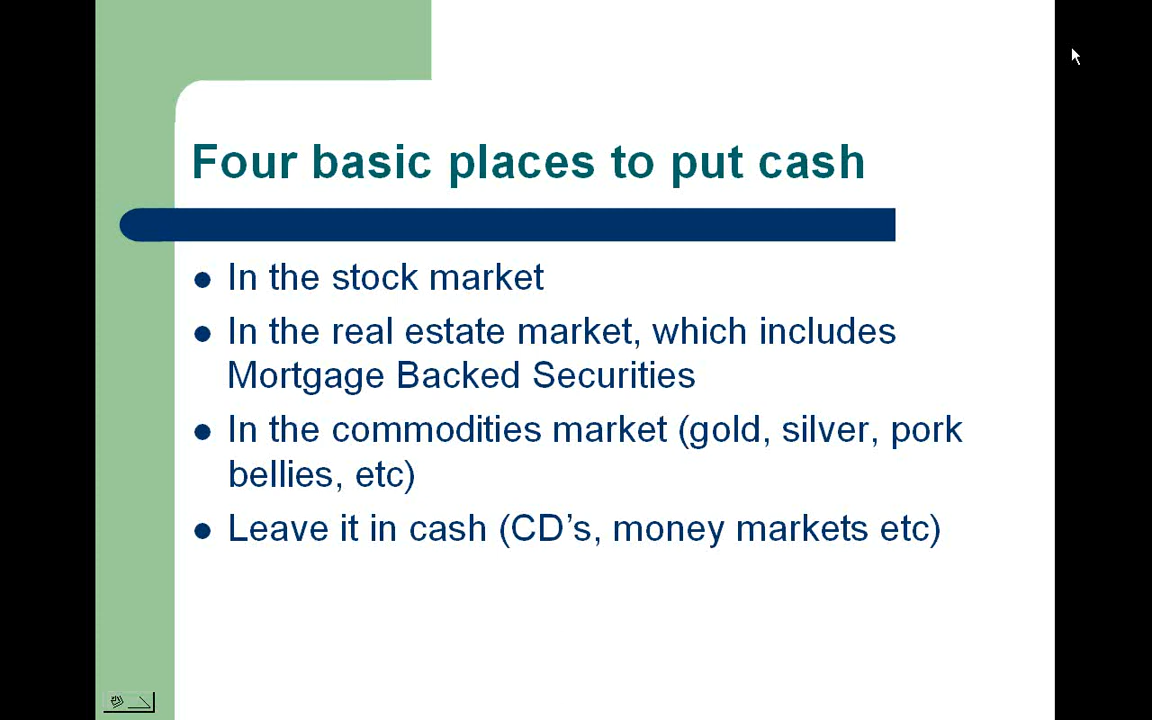 Four basic places to put cash
● In the stock market
● In the real estate market, which includes
Mortgage Backed Securities
● In the commodities market (gold, silver, pork
bellies, etc)
● Leave it in cash (CD’s, money markets etc)